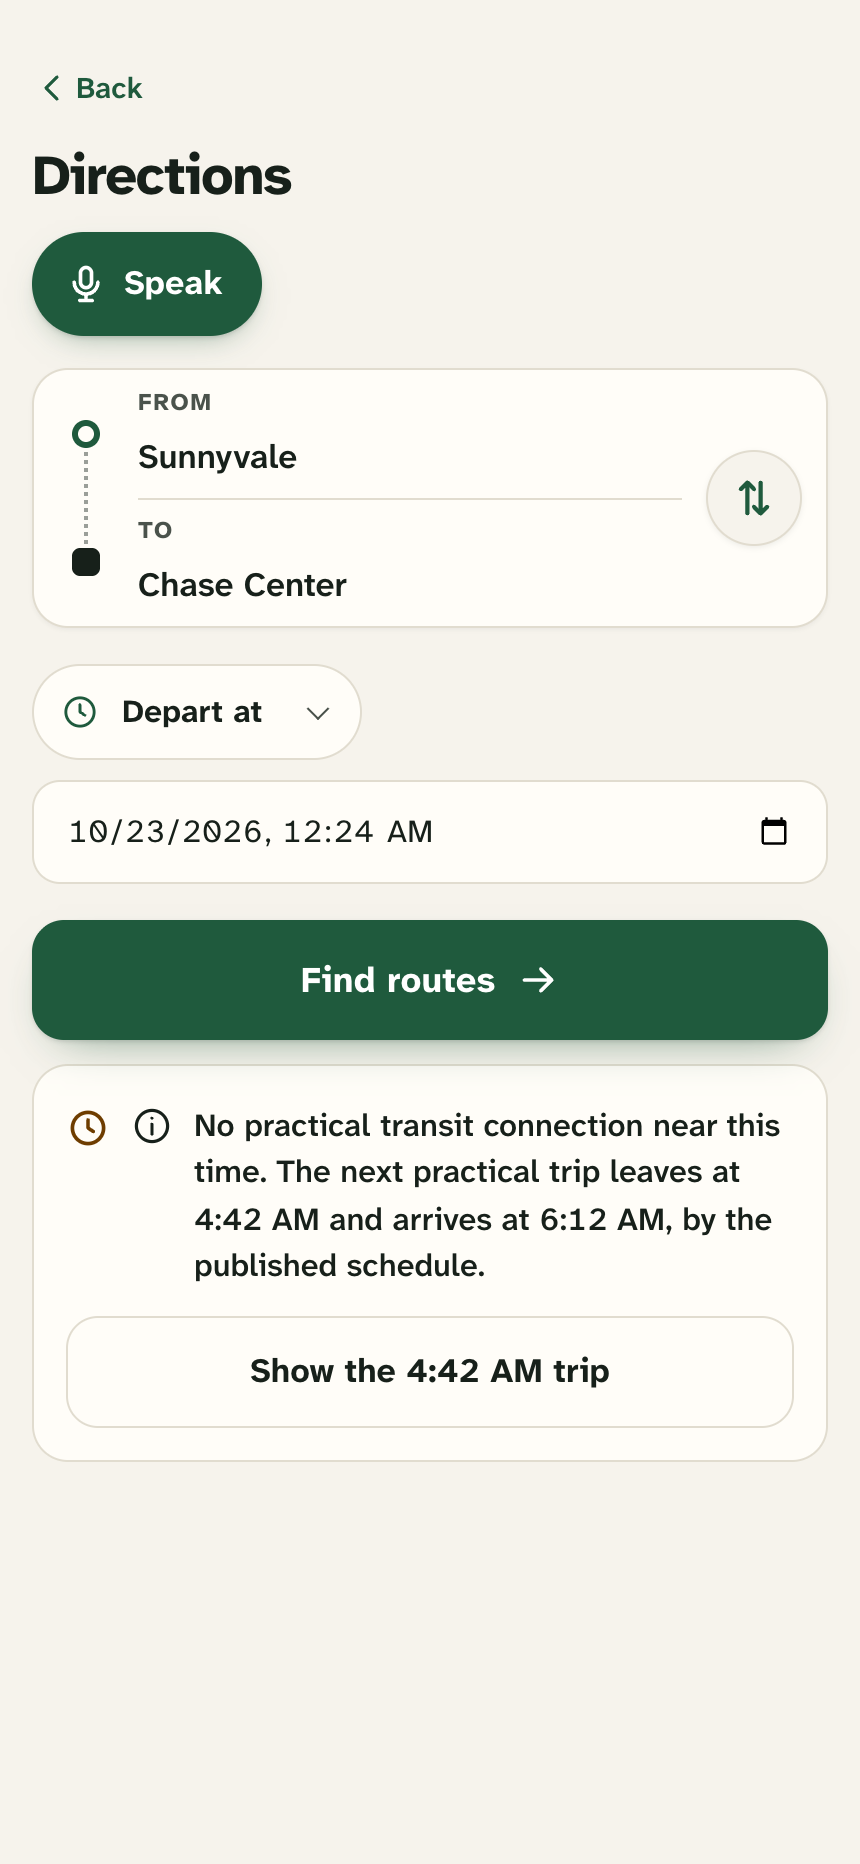 Back
Directions
Speak
FROM
Sunnyvale
TO
Chase Center
Depart at
10/23/2026, 12:24 AM
Find routes
No practical transit connection near this
time. The next practical trip leaves at
4:42 AM and arrives at 6:12 AM, by the
published schedule.
Show the 4:42 AM trip